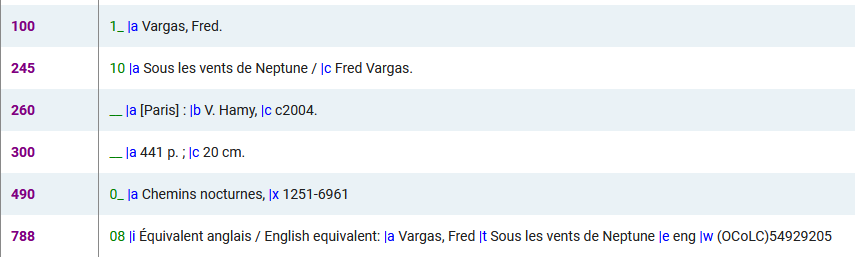 100 1_ |a Vargas, Fred.
245 10 |a Sous les vents de Neptune / |c Fred Vargas.
260 __ |a [Paris] : |b V. Hamy, |c c2004.
300 __ |a 441 p. ; |c 20 cm.
490 0_ |a Chemins nocturnes, |x 1251-6961
788 08 |i Équivalent anglais / English equivalent: |a Vargas, Fred |t Sous les vents de Neptune |e eng |w (OCoLC)54929205